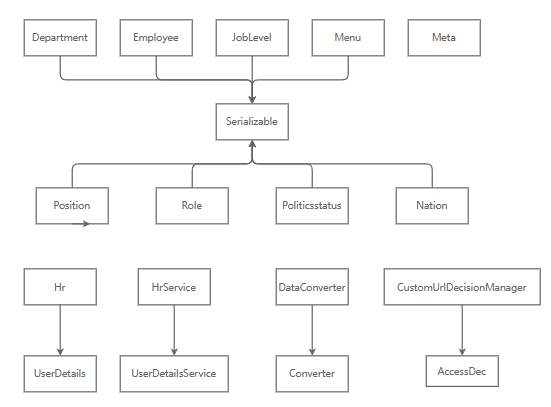 Department
Employee
JobLevel
Menu
Meta
Serializable
Position
Role
Politicsstatus
Nation
Hr
HrService
DataConverter
CustomUrlDecisionManager
UserDetails
UserDetailsService
Converter
AccessDec